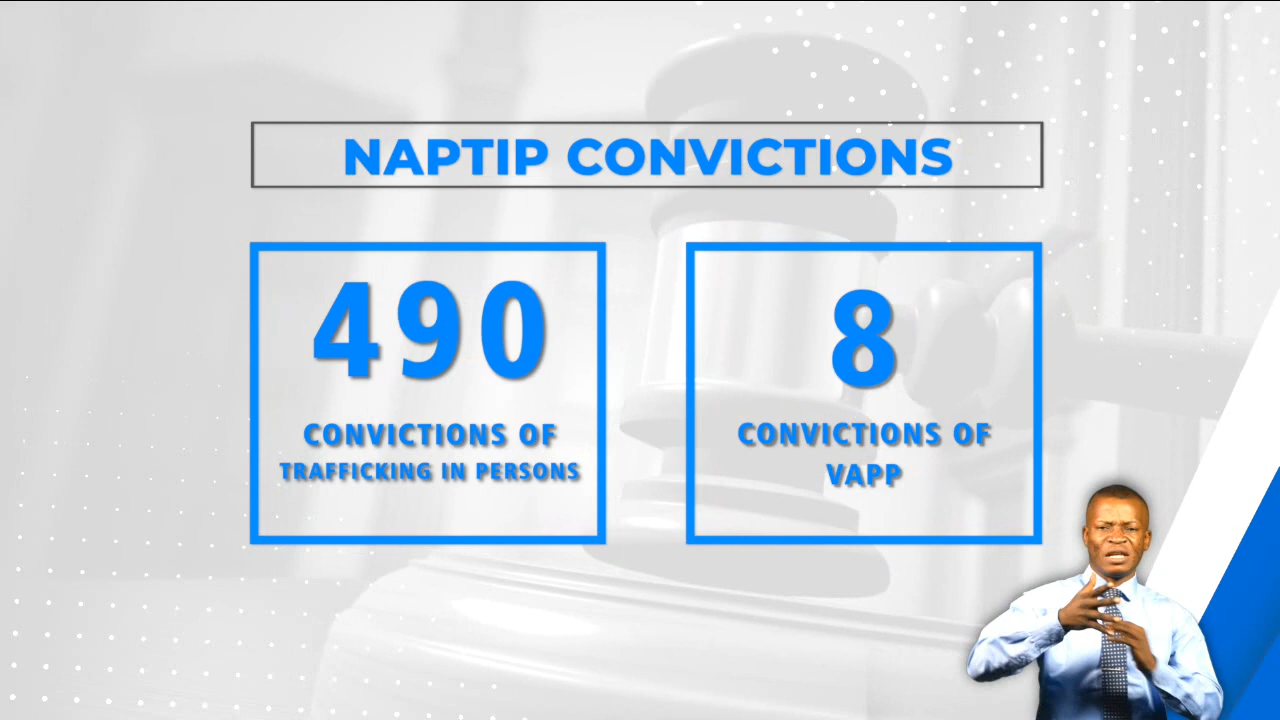 NAPTIP CONVICTIONS
490
CONVICTIONS OF
TRAFFICKING IN PERSONS
8
CONVICTIONS OF
VAPP